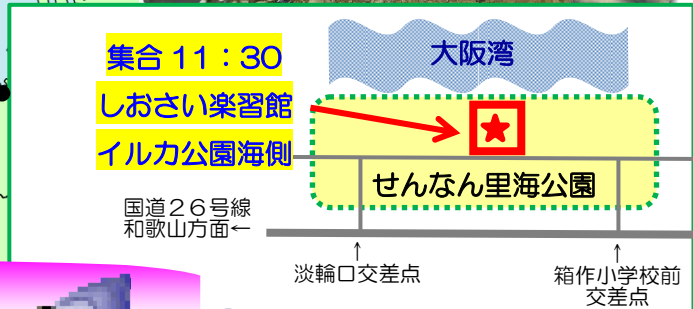 集合 11：30
しおさい楽習館
イルカ公園海側
大阪湾
せんなん里海公園
国道２６号線
和歌山方面←
↑
淡輪口交差点
↑
箱作小学校前
交差点